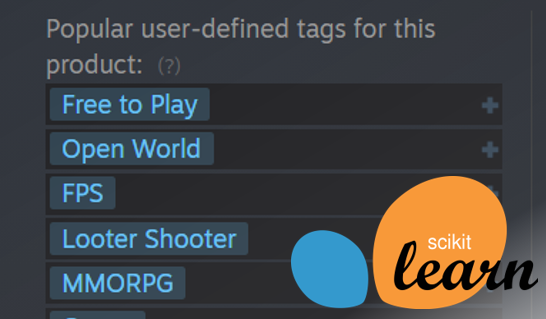 Popular user-defined tags for this
product: (?)
Free to Play
Open World
FPS
Looter Shooter
MMORPG
scikit
learn